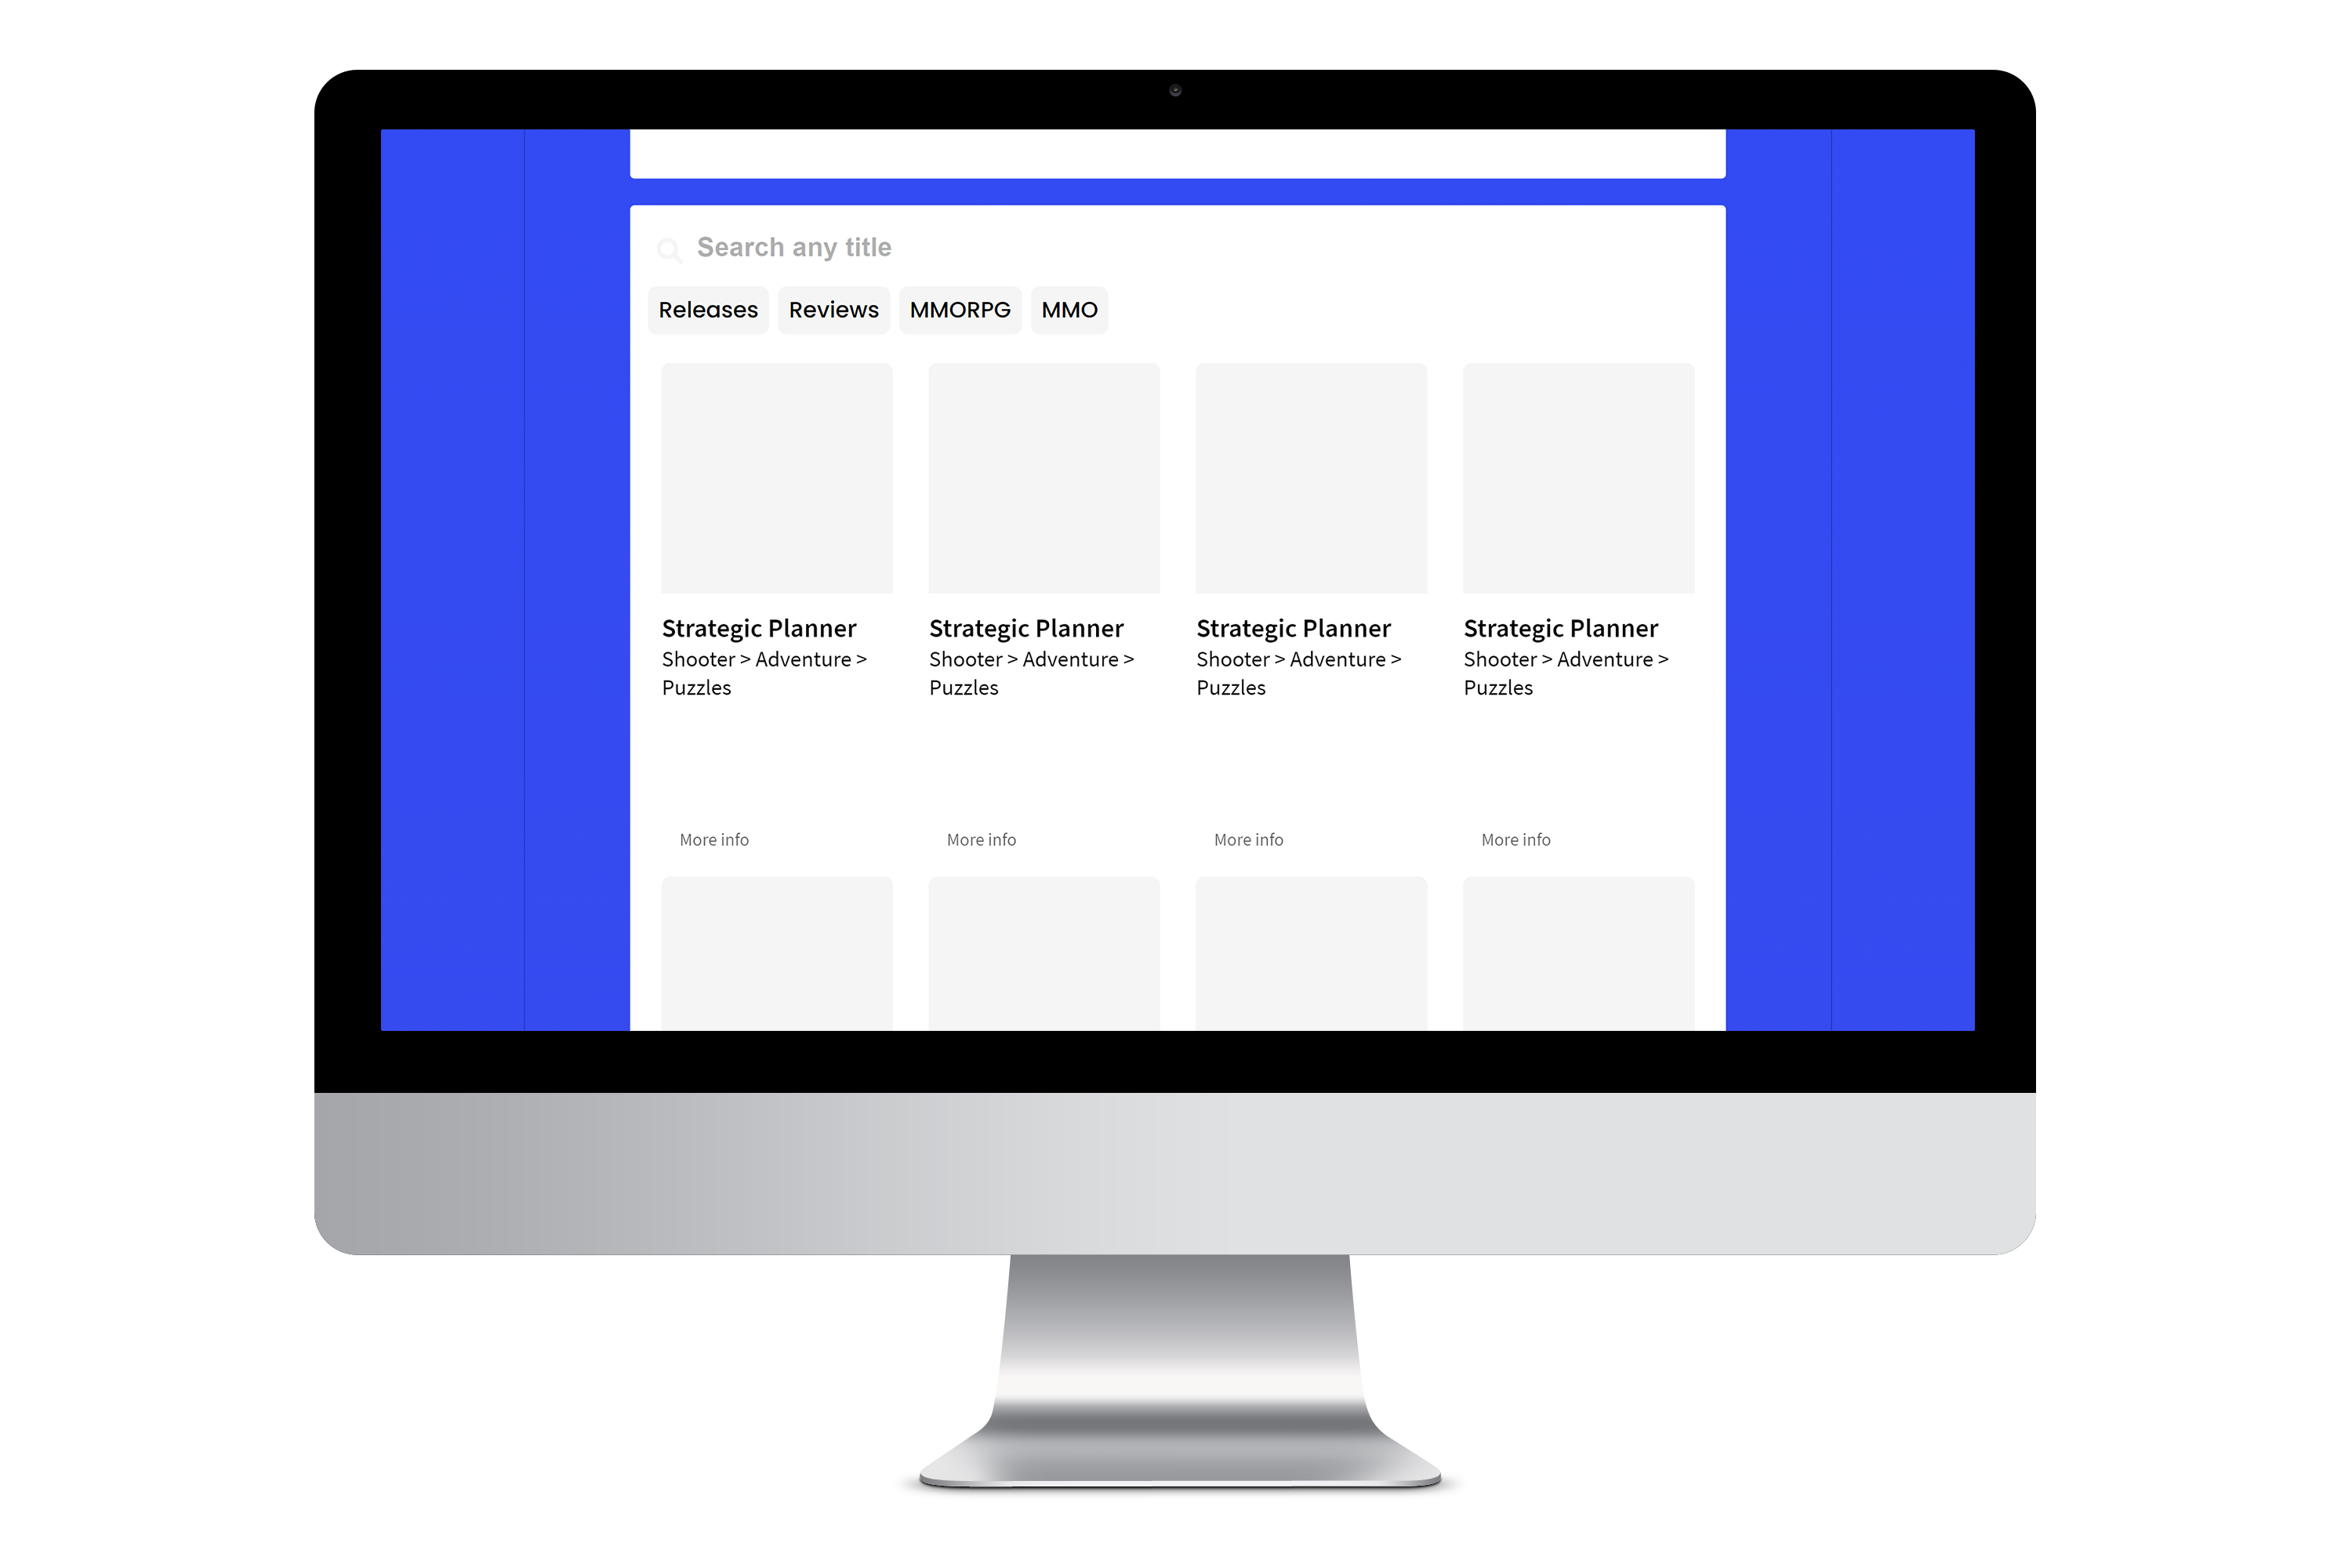 Search any title
Releases Reviews MMORPG MMO
Strategic Planner Strategic Planner Strategic Planner Strategic Planner
Shooter > Adventure > Shooter > Adventure > Shooter > Adventure > Shooter > Adventure >
Puzzles Puzzles Puzzles Puzzles
More info More info More info More info